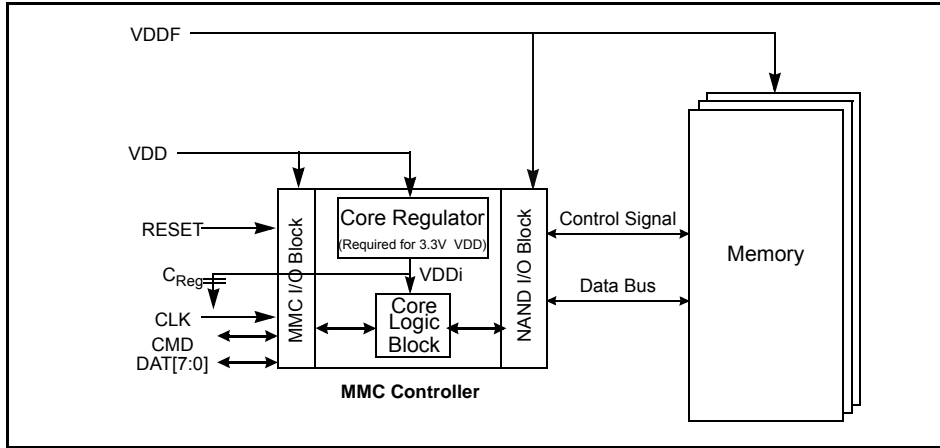 VDDF
VDD
RESET
CReg
CLK
CMD
DAT[7:0]
MMC I/O Block
Core Regulator
(Required for 3.3V VDD)
VDDi
Core
Logic
Block
NAND I/O Block
MMC Controller
Control Signal
Data Bus
Memory